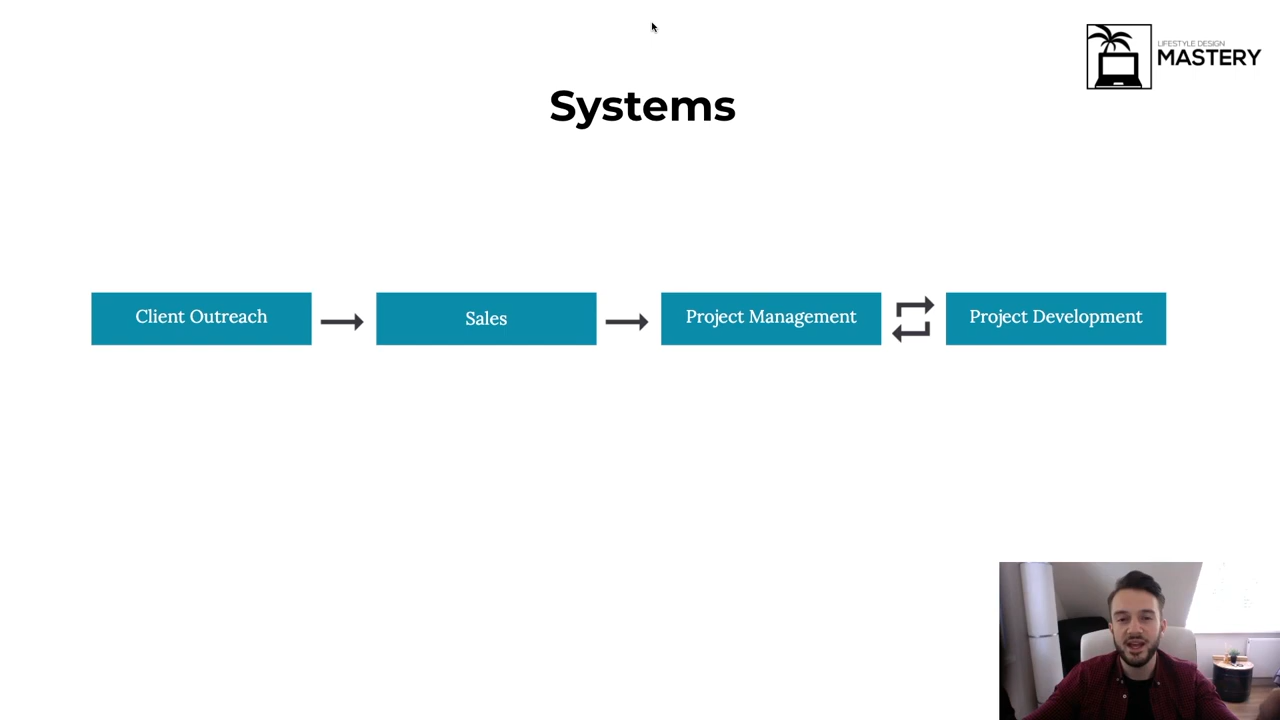 LIFESTYLE DESIGN
MASTERY
Systems
Client Outreach
Sales
Project Management
Project Development